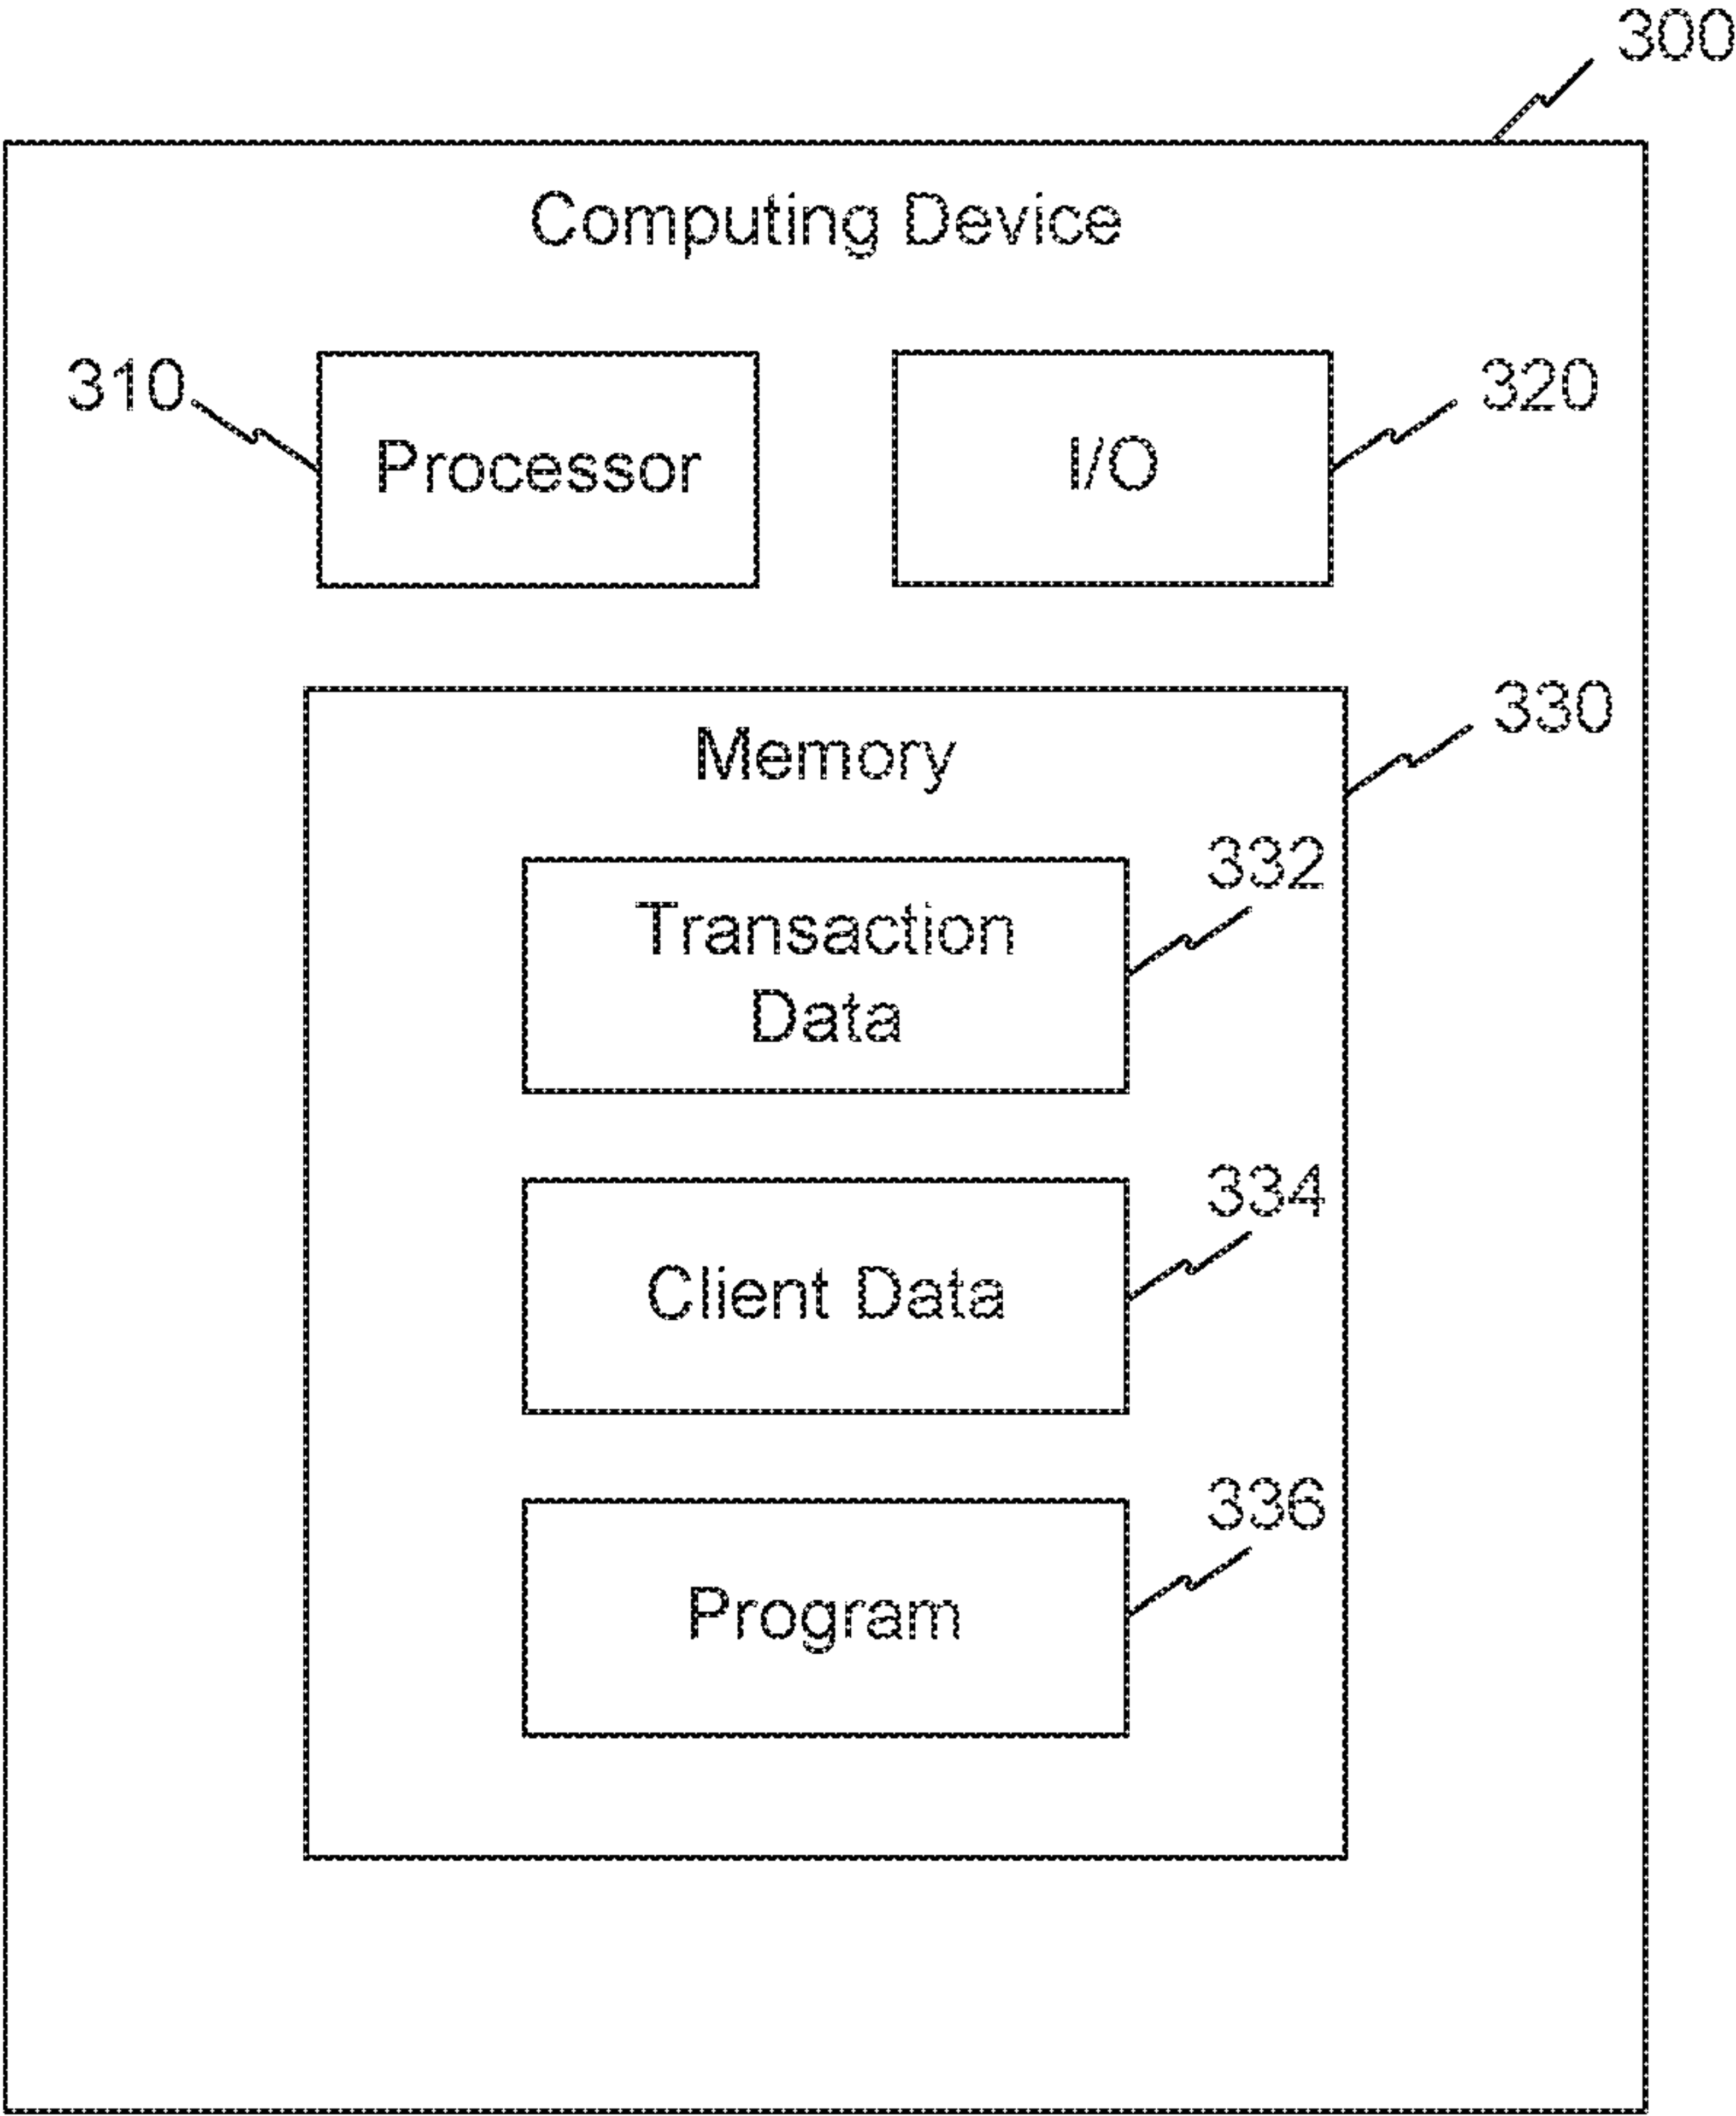 300
Computing Device
310
Processor
I/O
320
330
Memory
332
Transaction
Data
334
Client Data
336
Program